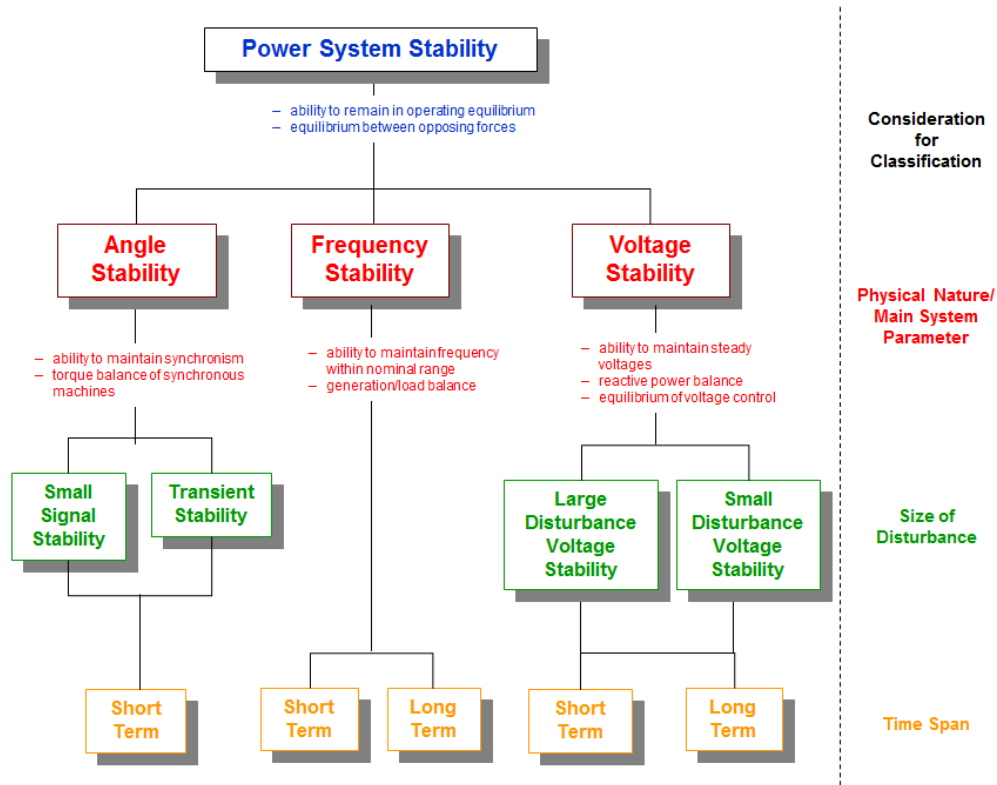 Power System Stability
– ability to remain in operating equilibrium
– equilibrium between opposing forces
Consideration
for
Classification
Angle
Stability
Frequency
Stability
Voltage
Stability
Physical Nature/
Main System
Parameter
– ability to maintain synchronism
– torque balance of synchronous
machines
– ability to maintain frequency
within nominal range
– generation/load balance
– ability to maintain steady
voltages
– reactive power balance
– equilibrium of voltage control
Small
Signal
Stability
Transient
Stability
Large
Disturbance
Voltage
Stability
Small
Disturbance
Voltage
Stability
Size of
Disturbance
Short
Term
Short
Term
Long
Term
Short
Term
Long
Term
Time Span